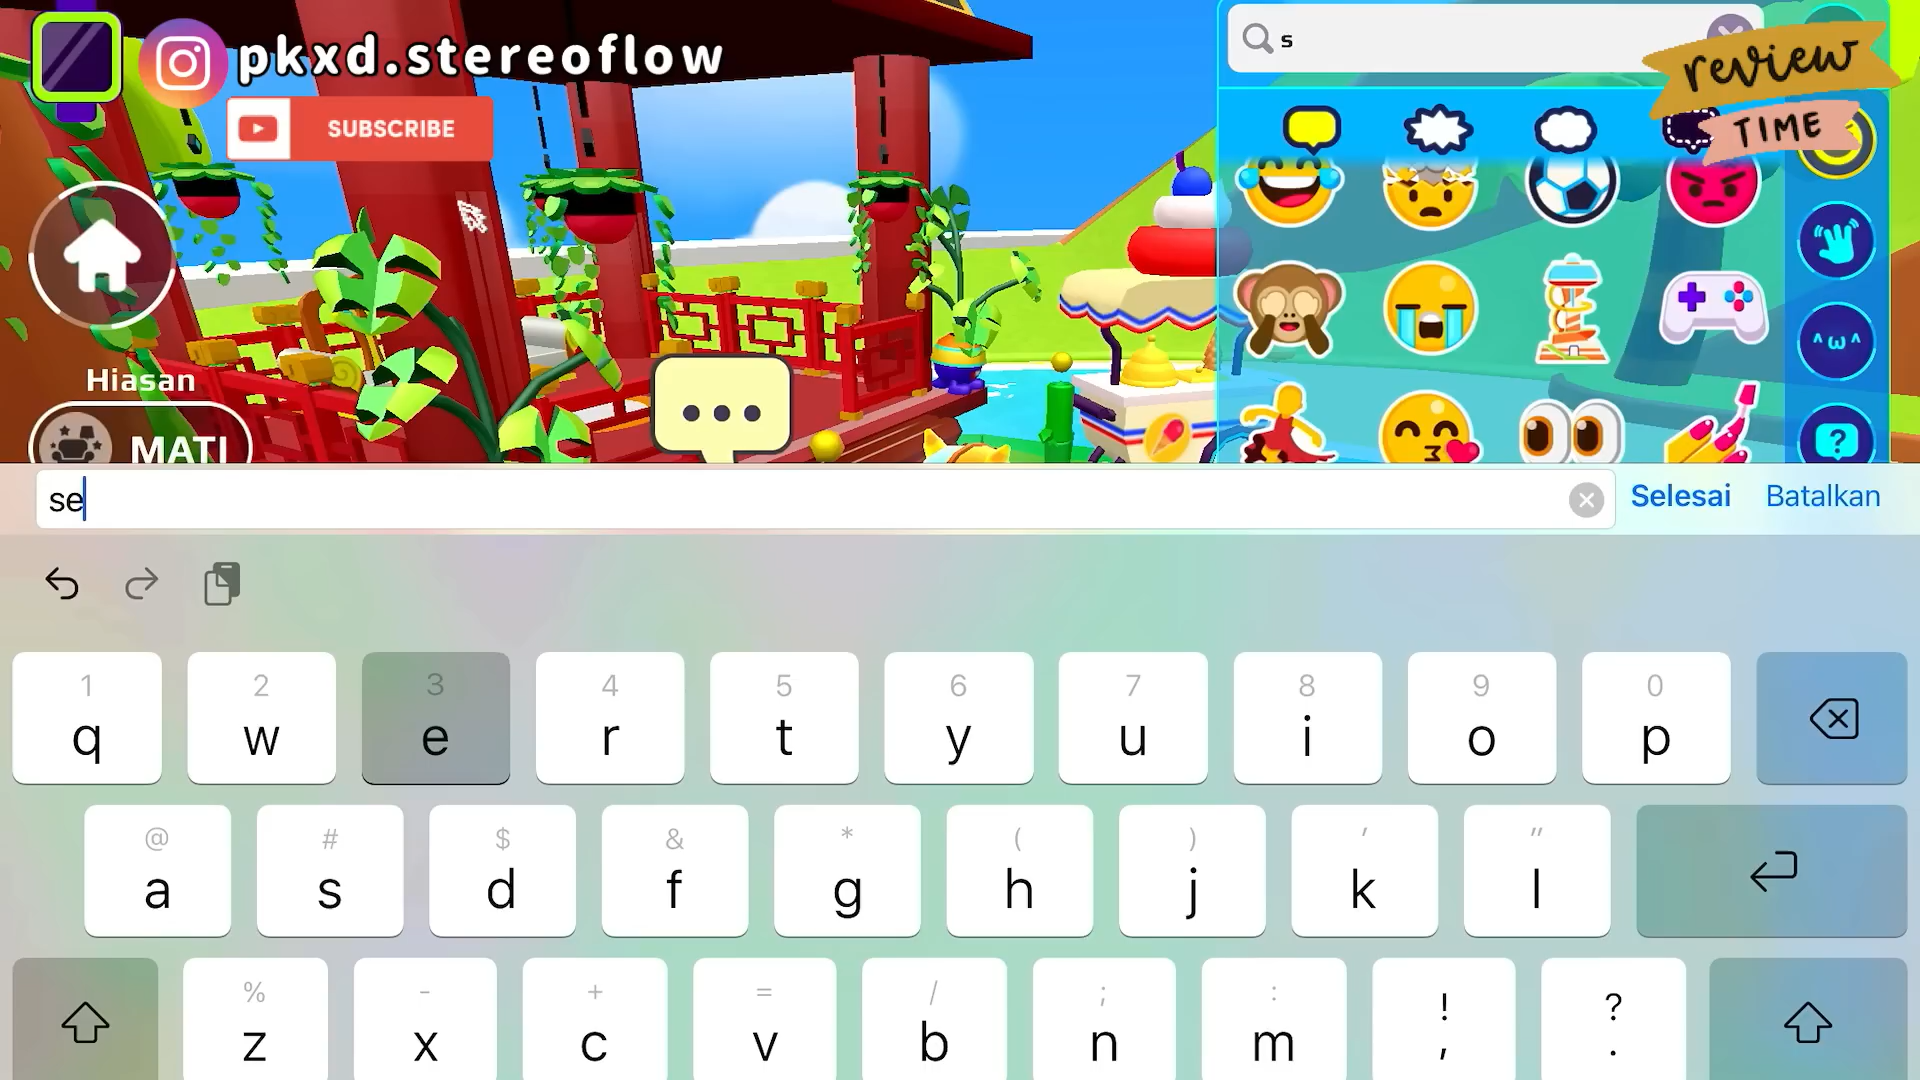 pkxd.stereoflow
SUBSCRIBE
s
review
TIME
^ω^
?
Hiasan
MATI
se
Selesai
Batalkan
1 2 3 4 5 6 7 8 9 0
q w e r t y u i o p
@ # $ & * ( ) ' "
a s d f g h j k l
% - + = / ; : ! ?
z x c v b n m , .